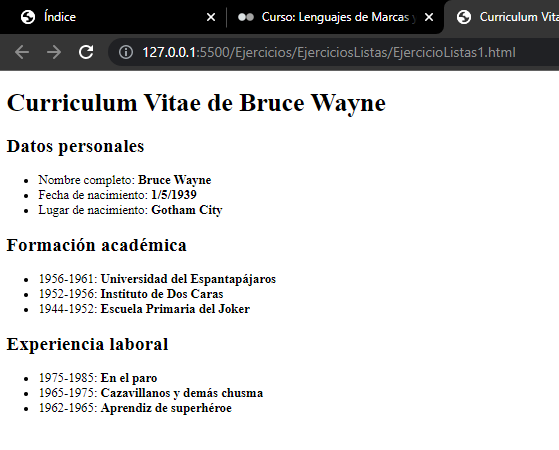 Índice
Curso: Lenguajes de Marcas
Curriculum Vitae
127.0.0.1:5500/Ejercicios/EjerciciosListas/EjercicioListas1.html
Curriculum Vitae de Bruce Wayne
Datos personales
Nombre completo: Bruce Wayne
Fecha de nacimiento: 1/5/1939
Lugar de nacimiento: Gotham City
Formación académica
1956-1961: Universidad del Espantapájaros
1952-1956: Instituto de Dos Caras
1944-1952: Escuela Primaria del Joker
Experiencia laboral
1975-1985: En el paro
1965-1975: Cazavillanos y demás chusma
1962-1965: Aprendiz de superhéroe